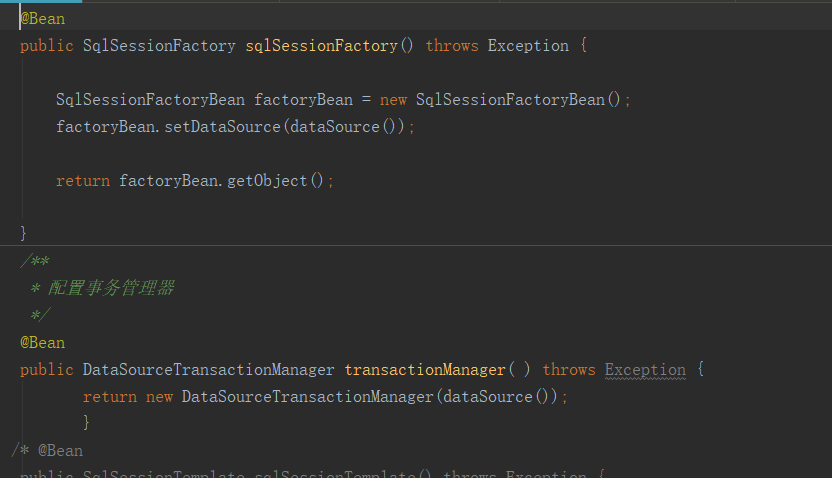 @Bean
public SqlSessionFactory sqlSessionFactory() throws Exception {
SqlSessionFactoryBean factoryBean = new SqlSessionFactoryBean();
factoryBean.setDataSource(dataSource());
return factoryBean.getObject();
}
/**
* 配置事务管理器
*/
@Bean
public DataSourceTransactionManager transactionManager( ) throws Exception {
return new DataSourceTransactionManager(dataSource());
}
/* @Bean
public SqlSessionTemplate sqlSessionTemplate() throws Exception {